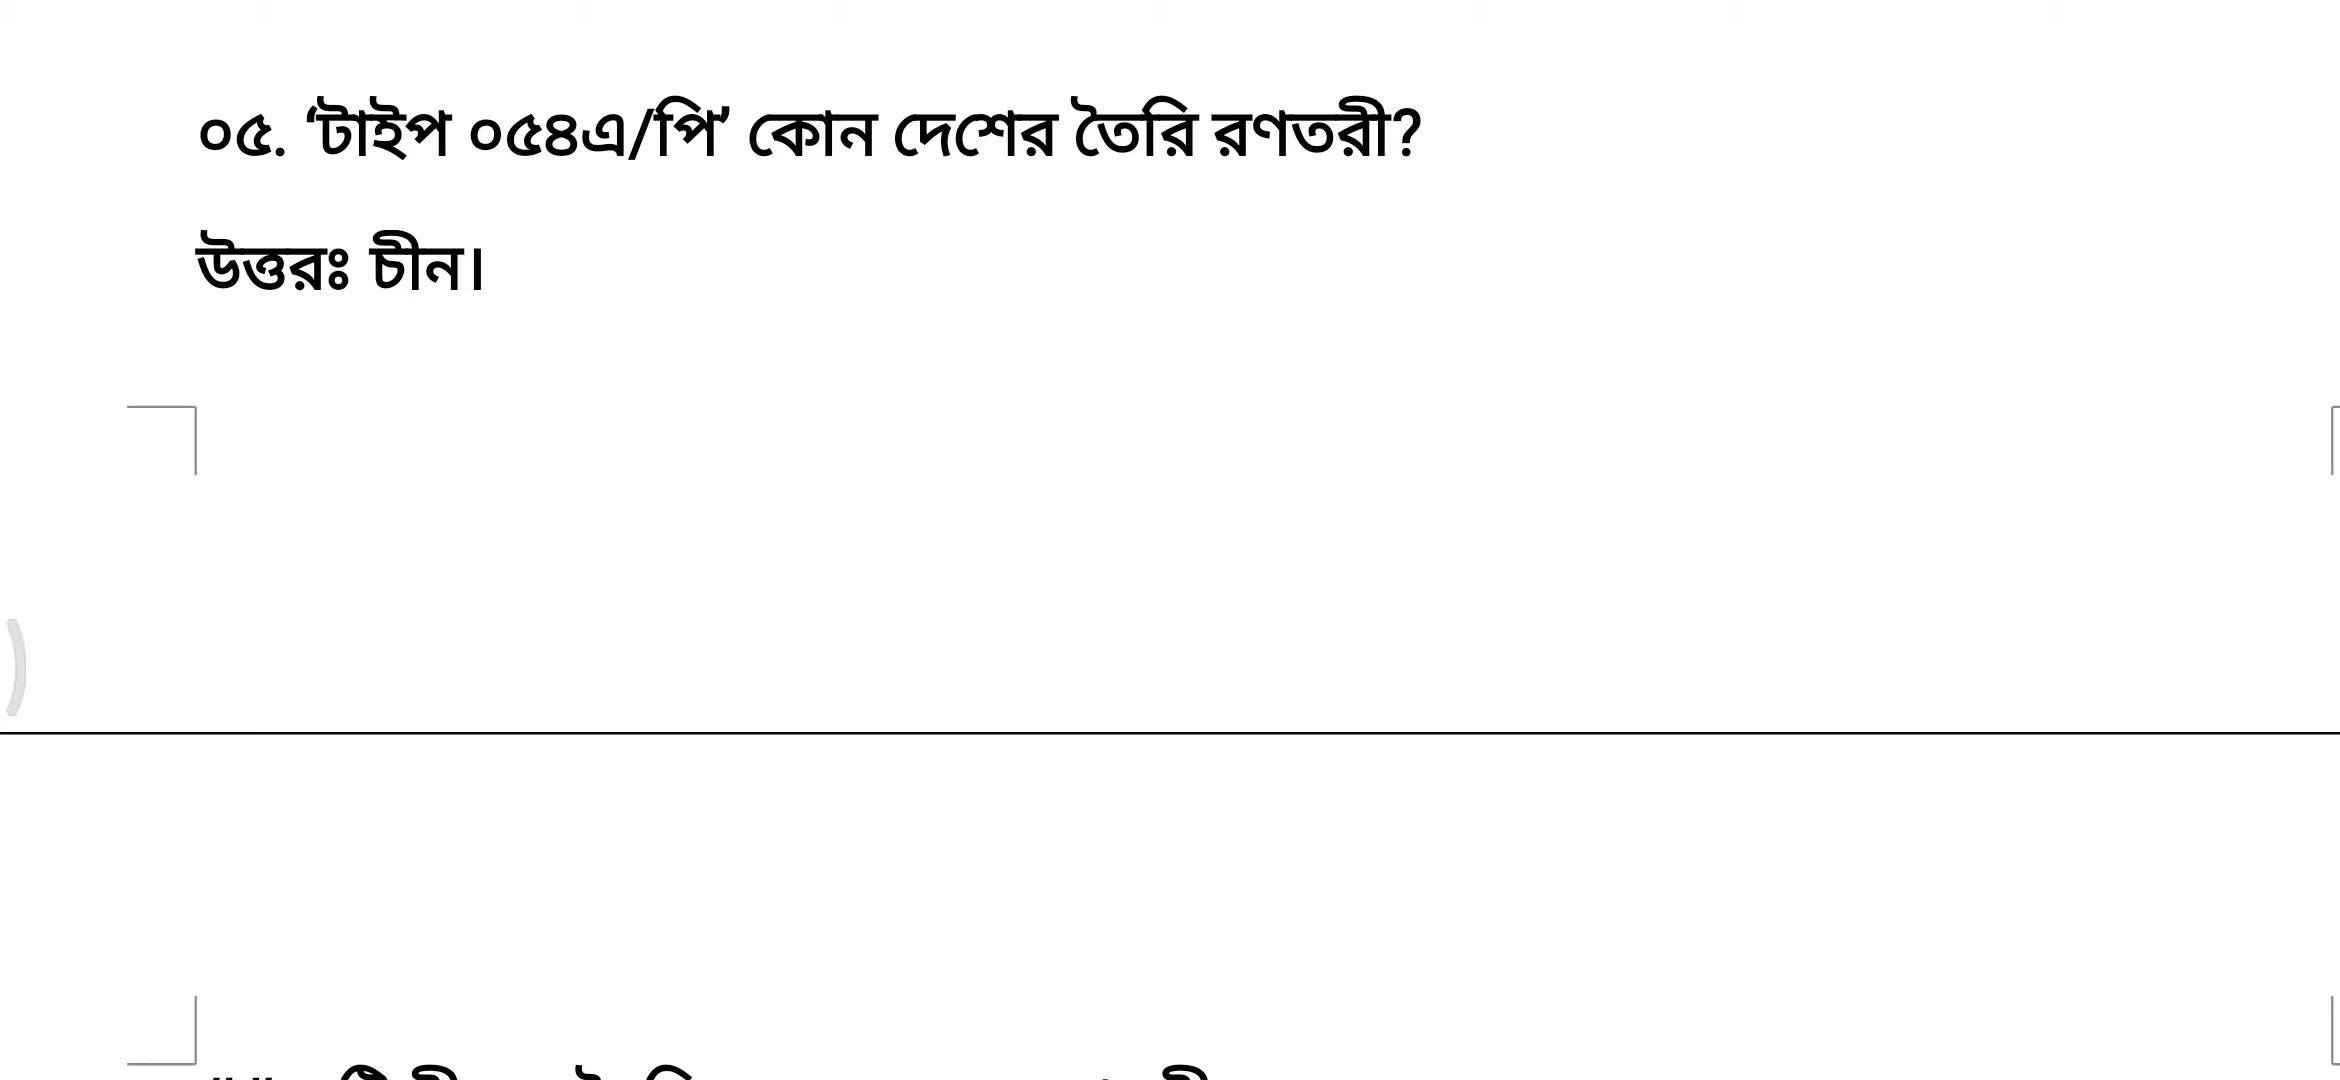 ০৫. ‘টাইপ ০৫৪এ/পি’ কোন দেশের তৈরি রণতরী?
উত্তরঃ চীন।